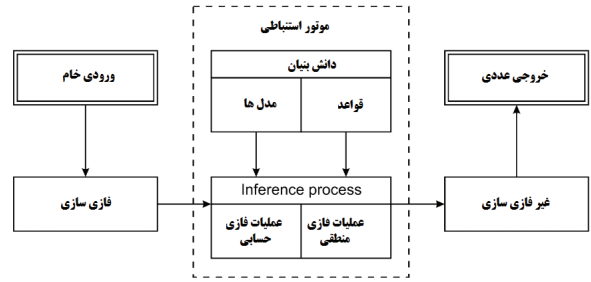 موتور استنباطی
ورودی خام
دانش بنیان
مدل ها
قواعد
خروجی عددی
فازی سازی
Inference process
عملیات فازی
حسابی
عملیات فازی
منطقی
غیر فازی سازی